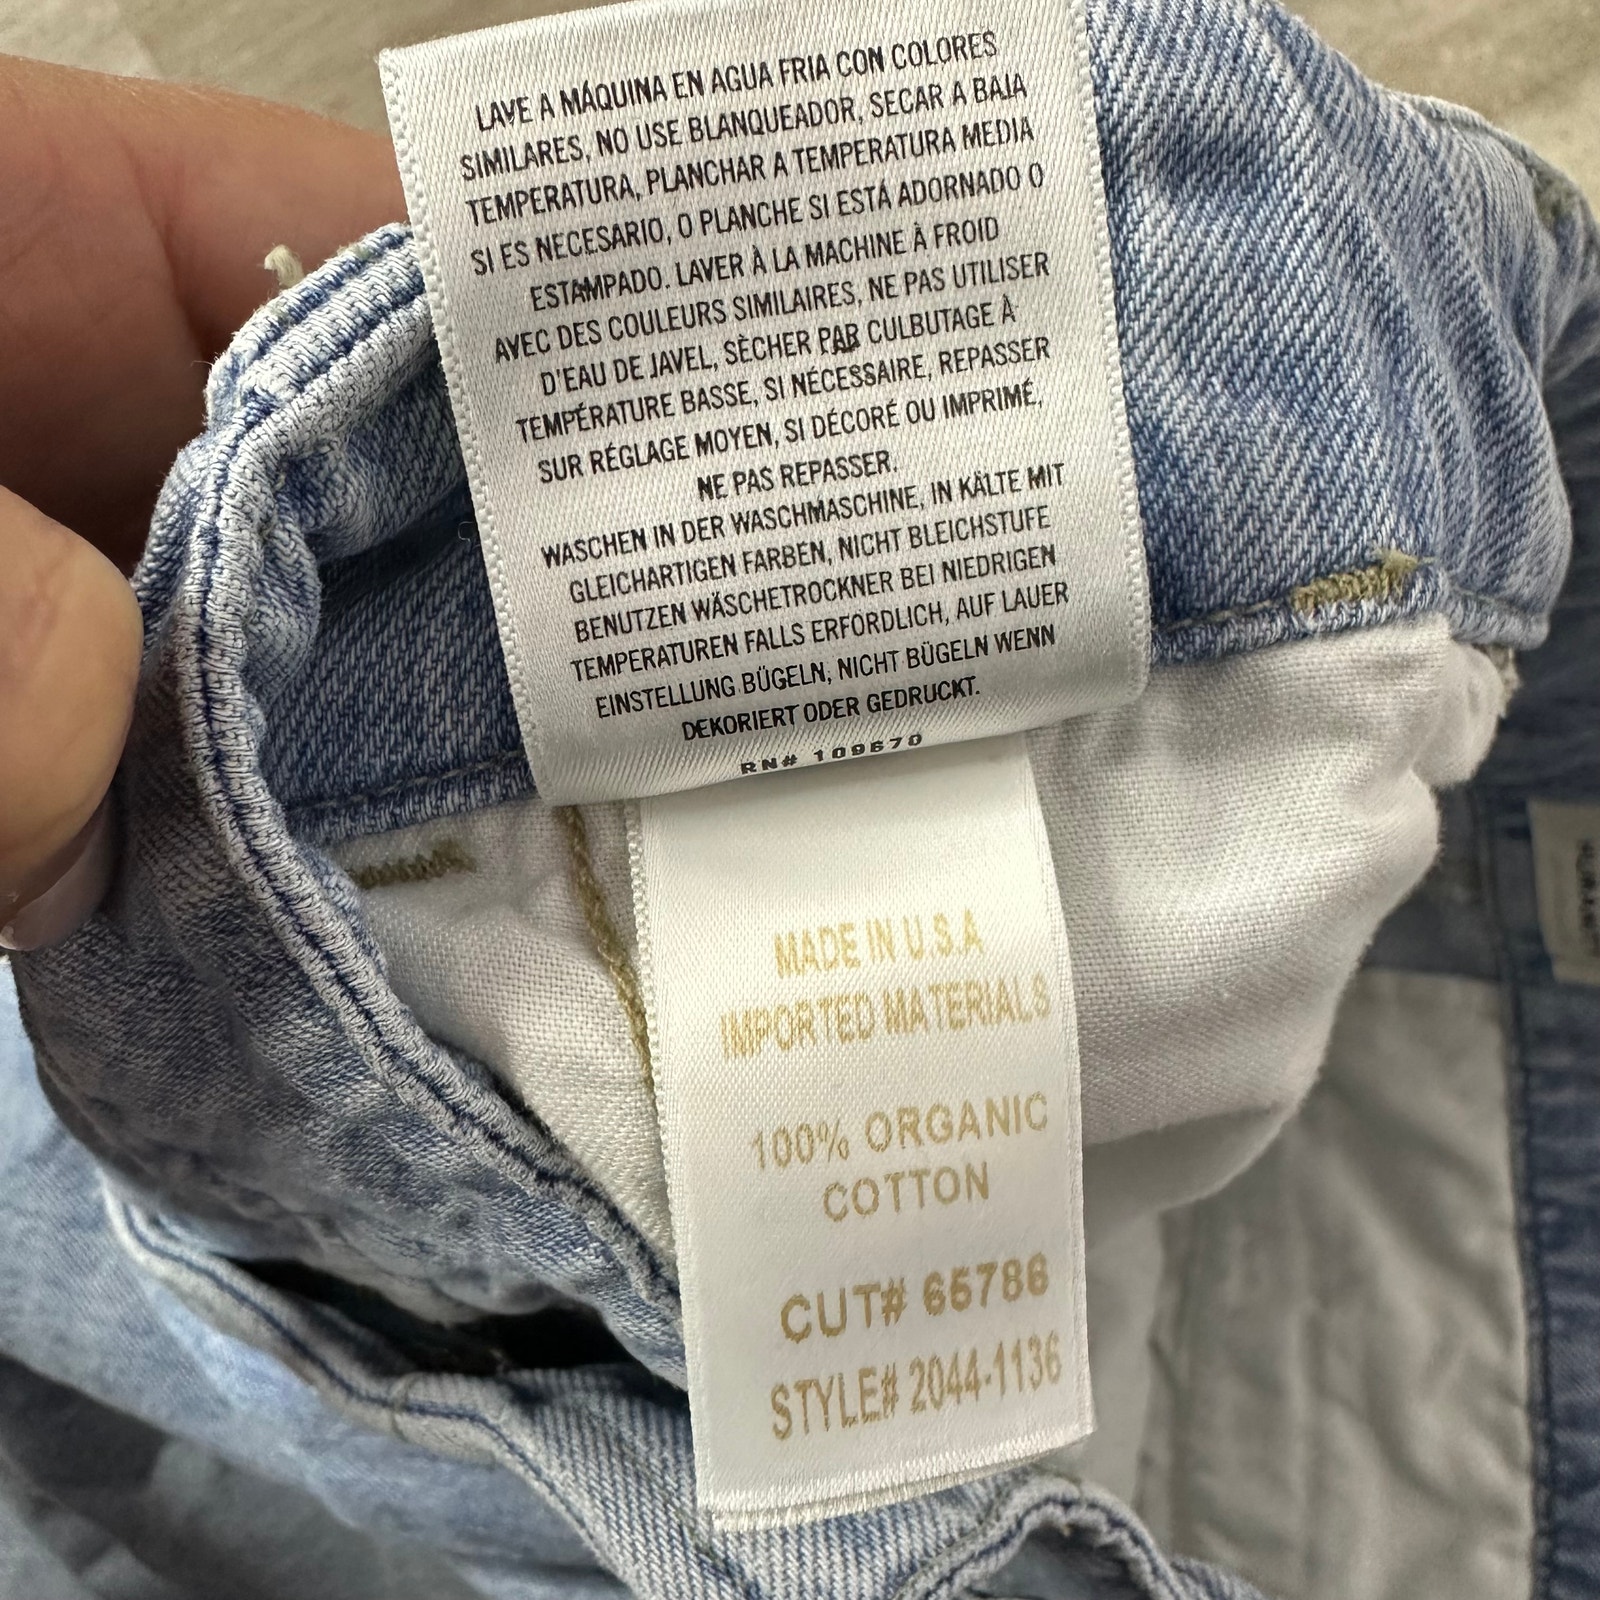 LAVE A MÁQUINA EN AGUA FRIA CON COLORES
SIMILARES, NO USE BLANQUEADOR, SECAR A BAJA
TEMPERATURA, PLANCHAR A TEMPERATURA MEDIA
SI ES NECESARIO, O PLANCHE SI ESTÁ ADORNADO O
ESTAMPADO. LAVER À LA MACHINE À FROID
AVEC DES COULEURS SIMILAIRES, NE PAS UTILISER
D'EAU DE JAVEL, SÈCHER PAR CULBUTAGE À
TEMPÉRATURE BASSE, SI NÉCESSAIRE, REPASSER
SUR RÉGLAGE MOYEN, SI DÉCORÉ OU IMPRIMÉ,
NE PAS REPASSER.
WASCHEN IN DER WASCHMASCHINE, IN KÄLTE MIT
GLEICHARTIGEN FARBEN, NICHT BLEICHSTUFE
BENUTZEN WÄSCHETROCKNER BEI NIEDRIGEN
TEMPERATUREN FALLS ERFORDLICH, AUF LAUER
EINSTELLUNG BÜGELN, NICHT BÜGELN WENN
DEKORIERT ODER GEDRUCKT.
RN# 109670
MADE IN U.S.A
IMPORTED MATERIALS
100% ORGANIC
COTTON
CUT# 65786
STYLE# 2044-1136